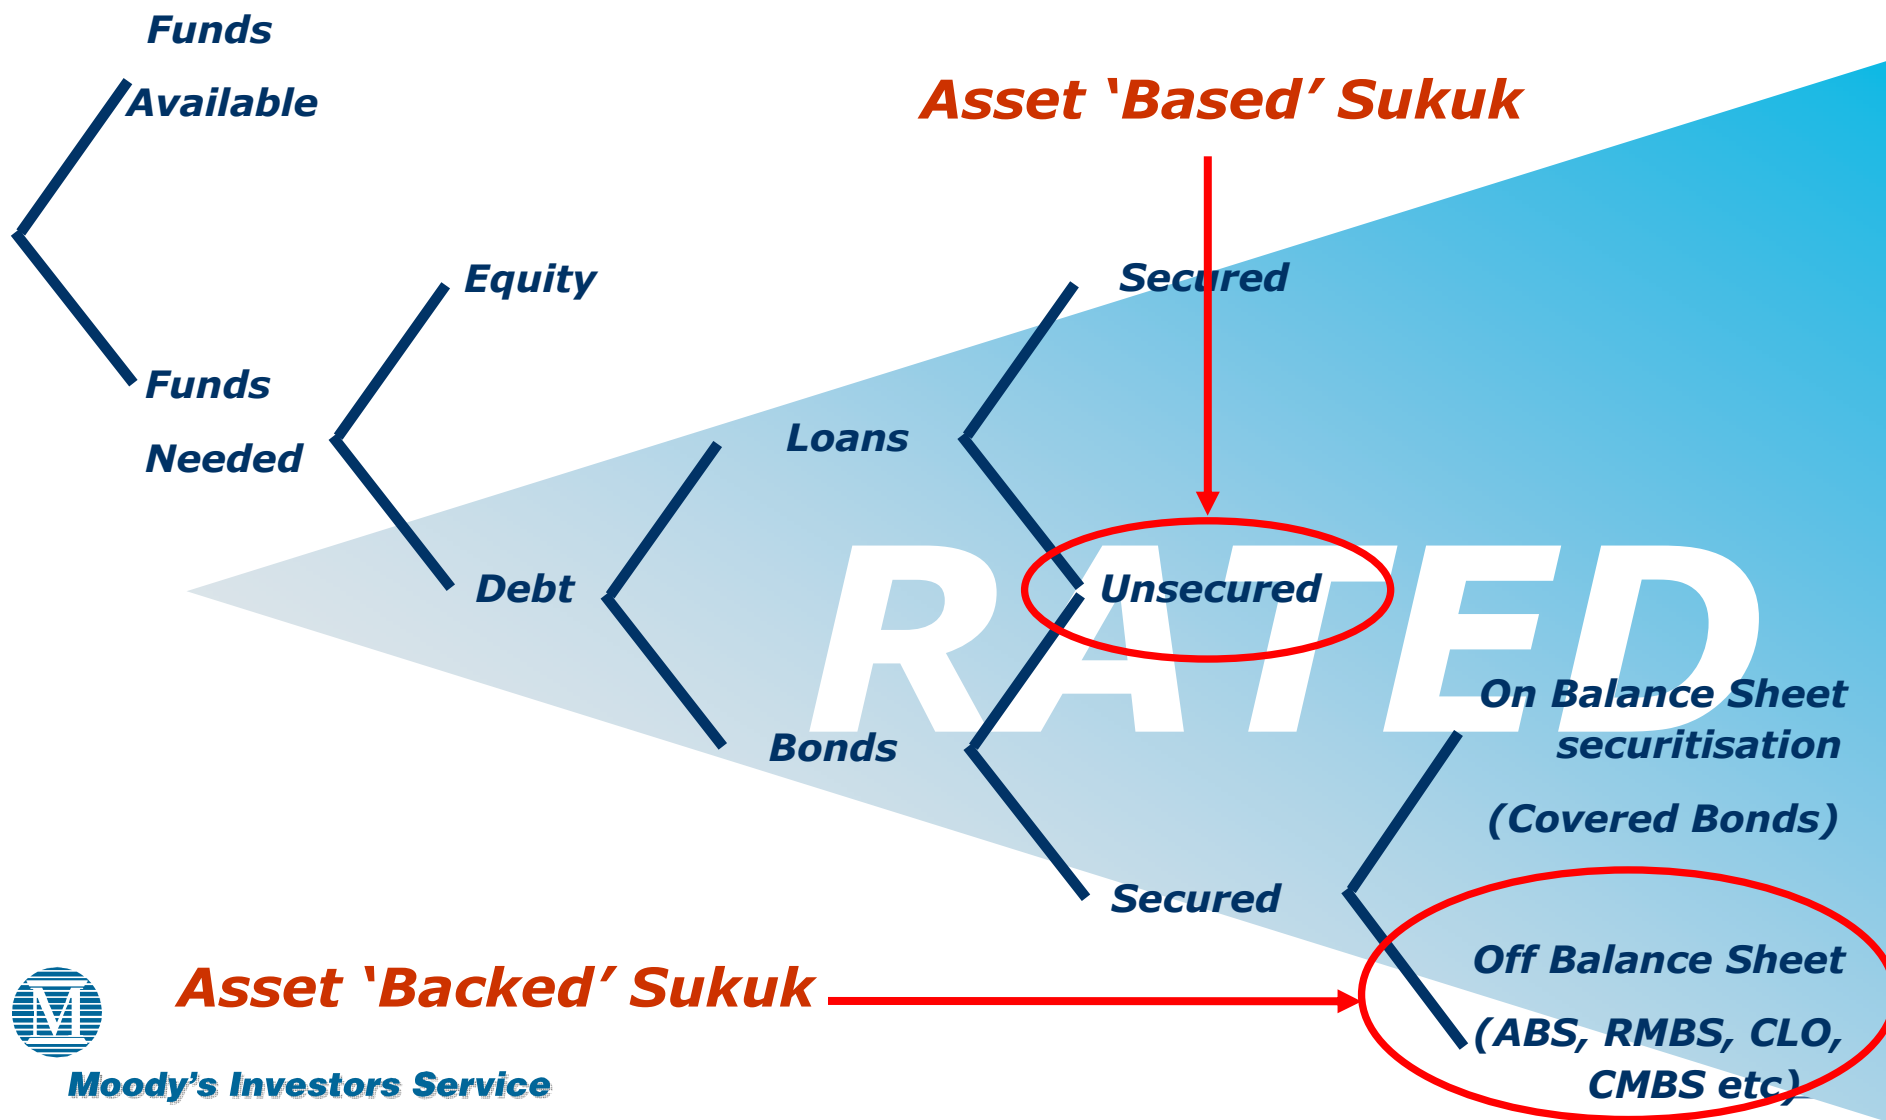 Funds
Available
Asset ‘Based’ Sukuk
Equity
Secured
Funds
Needed
Loans
Debt
Unsecured
RATED
Bonds
On Balance Sheet
securitisation
(Covered Bonds)
Secured
Off Balance Sheet
(ABS, RMBS, CLO,
CMBS etc)
Asset ‘Backed’ Sukuk
M
Moody’s Investors Service